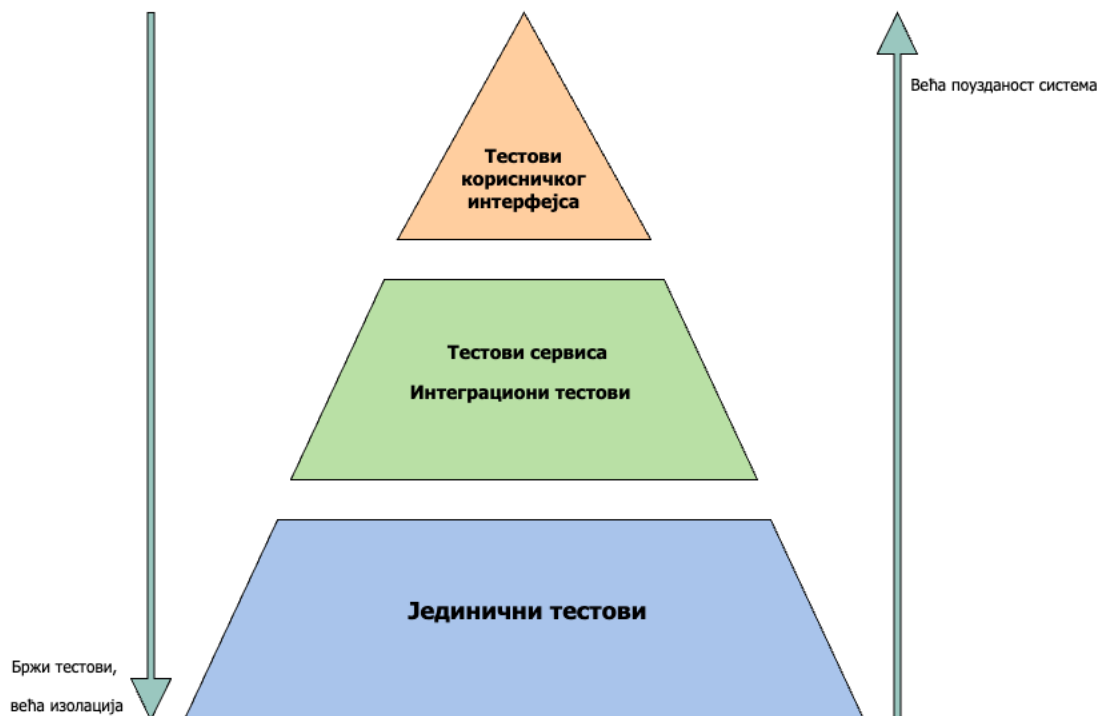 Већа поузданост система
Тестови
корисничког
интерфејса
Тестови сервиса
Интеграциони тестови
Јединични тестови
Бржи тестови,
већа изолација